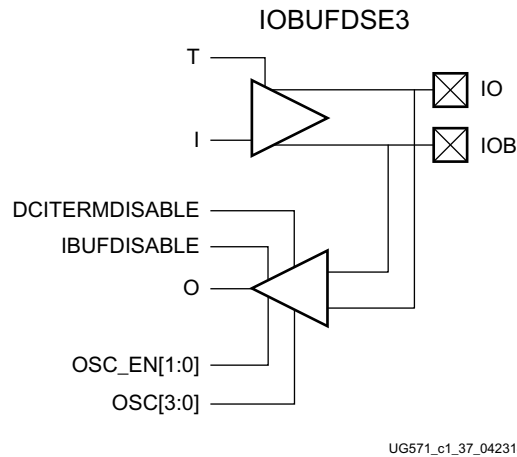 IOBUFDSE3
T
IO
I
IOB
DCITERMDISABLE
IBUFDISABLE
O
OSC_EN[1:0]
OSC[3:0]
UG571_c1_37_04231